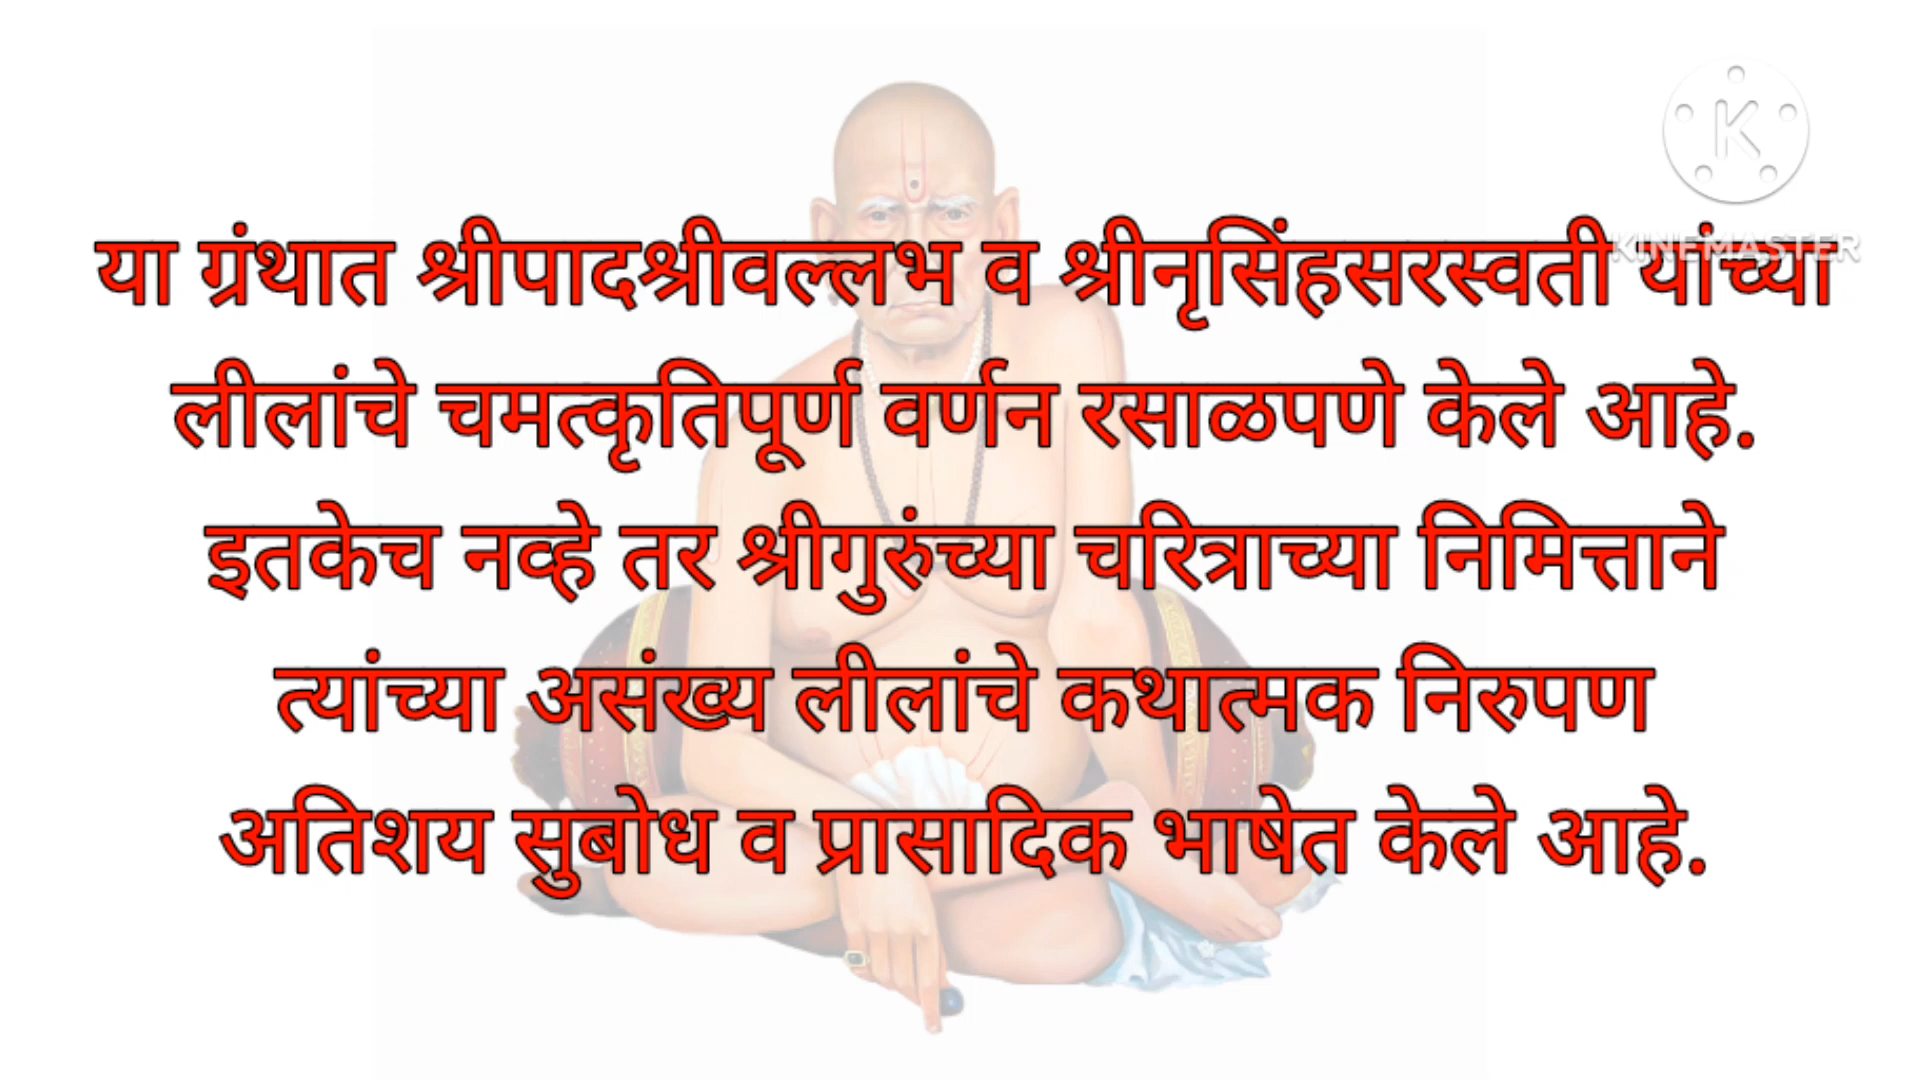 K
KINEMASTER
या ग्रंथात श्रीपादश्रीवल्लभ व श्रीनृसिंहसरस्वती यांच्या
लीलांचे चमत्कृतिपूर्ण वर्णन रसाळपणे केले आहे.
इतकेच नव्हे तर श्रीगुरुंच्या चरित्राच्या निमित्ताने
त्यांच्या असंख्य लीलांचे कथात्मक निरुपण
अतिशय सुबोध व प्रासादिक भाषेत केले आहे.